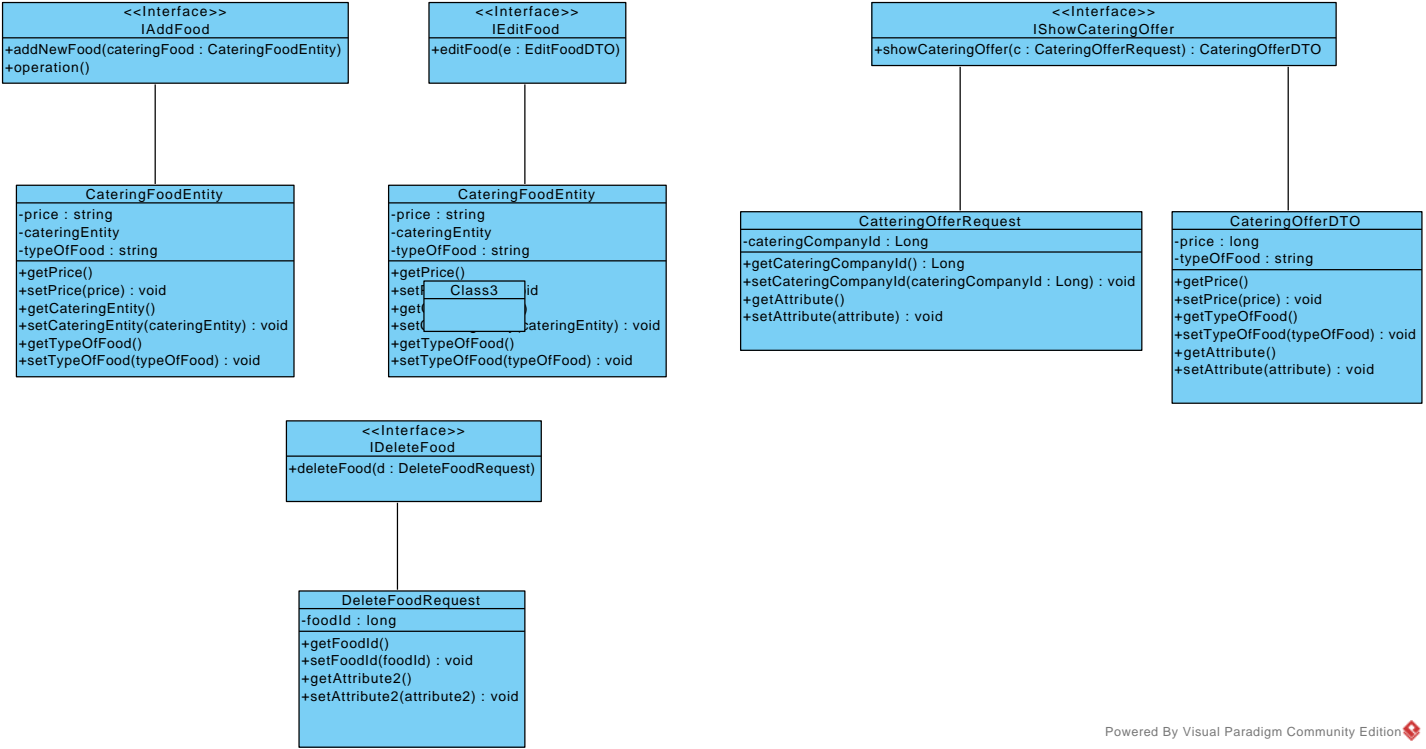 <<Interface>>
IAddFood
+addNewFood(cateringFood : CateringFoodEntity)
+operation()
<<Interface>>
IEditFood
+editFood(e : EditFoodDTO)
<<Interface>>
IShowCateringOffer
+showCateringOffer(c : CateringOfferRequest) : CateringOfferDTO
CateringFoodEntity
-price : string
-cateringEntity
-typeOfFood : string
+getPrice()
+setPrice(price) : void
+getCateringEntity()
+setCateringEntity(cateringEntity) : void
+getTypeOfFood()
+setTypeOfFood(typeOfFood) : void
CateringFoodEntity
-price : string
-cateringEntity
-typeOfFood : string
+getPrice()
Class3
cateringEntity) : void
+getTypeOfFood()
+setTypeOfFood(typeOfFood) : void
CatteringOfferRequest
-cateringCompanyId : Long
+getCateringCompanyId() : Long
+setCateringCompanyId(cateringCompanyId : Long) : void
+getAttribute()
+setAttribute(attribute) : void
CateringOfferDTO
-price : long
-typeOfFood : string
+getPrice()
+setPrice(price) : void
+getTypeOfFood()
+setTypeOfFood(typeOfFood) : void
+getAttribute()
+setAttribute(attribute) : void
<<Interface>>
IDeleteFood
+deleteFood(d : DeleteFoodRequest)
DeleteFoodRequest
-foodId : long
+getFoodId()
+setFoodId(foodId) : void
+getAttribute2()
+setAttribute2(attribute2) : void
Powered By Visual Paradigm Community Edition